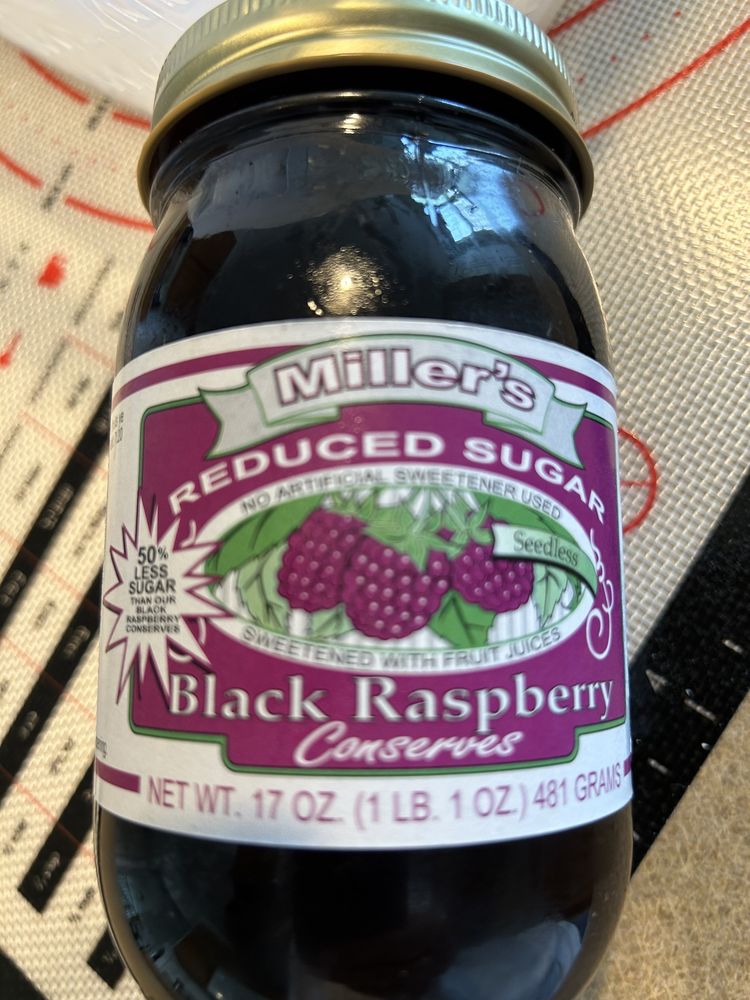 Miller's
REDUCED SUGAR
NO ARTIFICIAL SWEETENER USED
Seedless
50%
LESS
SUGAR
THAN OUR
BLACK
RASPBERRY
CONSERVES
SWEETENED WITH FRUIT JUICES
Black Raspberry
Conserves
NET WT. 17 OZ. (1 LB. 1 OZ.) 481 GRAMS